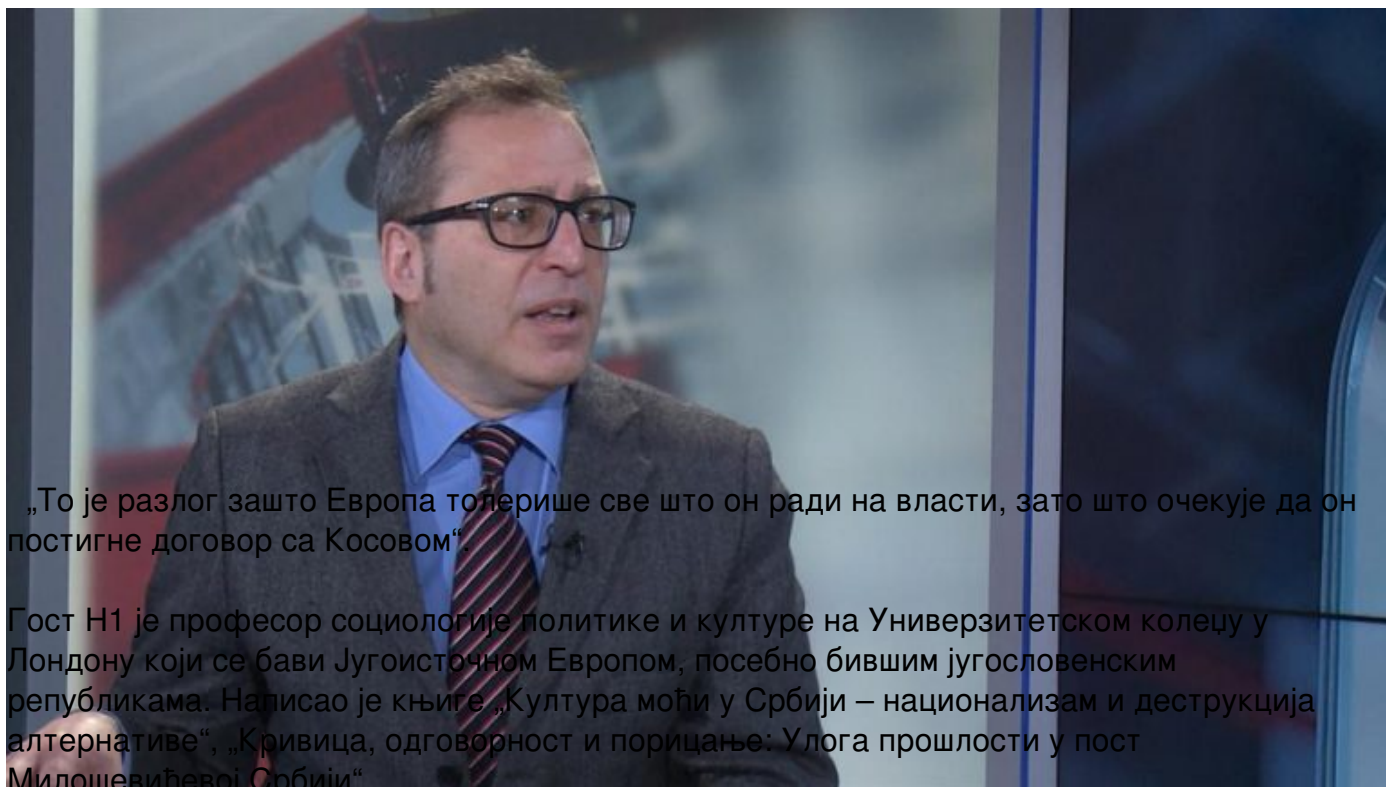 „То је разлог зашто Европа толерише све што он ради на власти, зато што очекује да он
постигне договор са Косовом“.
Гост Н1 је професор социологије политике и културе на Универзитетском колеџу у
Лондону који се бави Југоисточном Европом, посебно бившим југословенским
републикама. Написао је књиге „Култура моћи у Србији – национализам и деструкција
алтернативе“, „Кривица, одговорност и порицање: Улога прошлости у пост
Милошевићевој Србији“